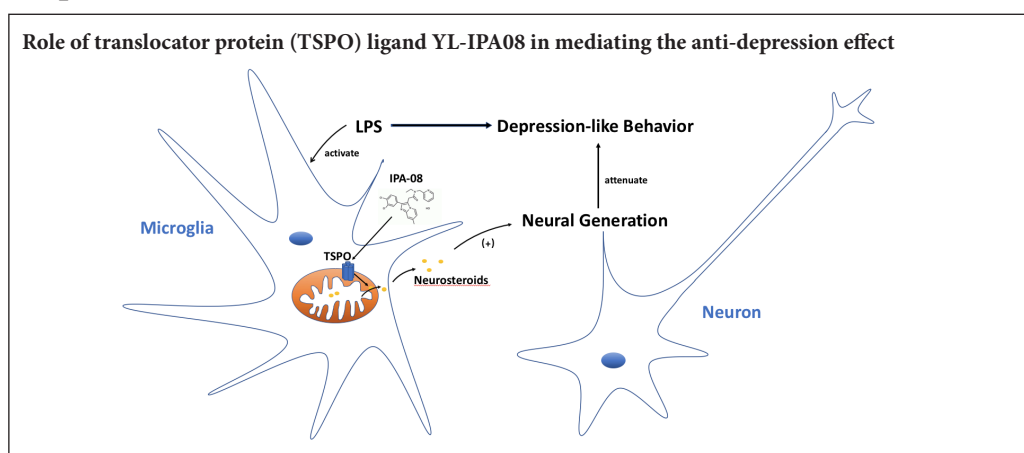 Role of translocator protein (TSPO) ligand YL-IPA08 in mediating the anti-depression effect
LPS
Depression-like Behavior
activate
IPA-08
attenuate
Microglia
Neural Generation
(+)
TSPO
Neurosteroids
Neuron